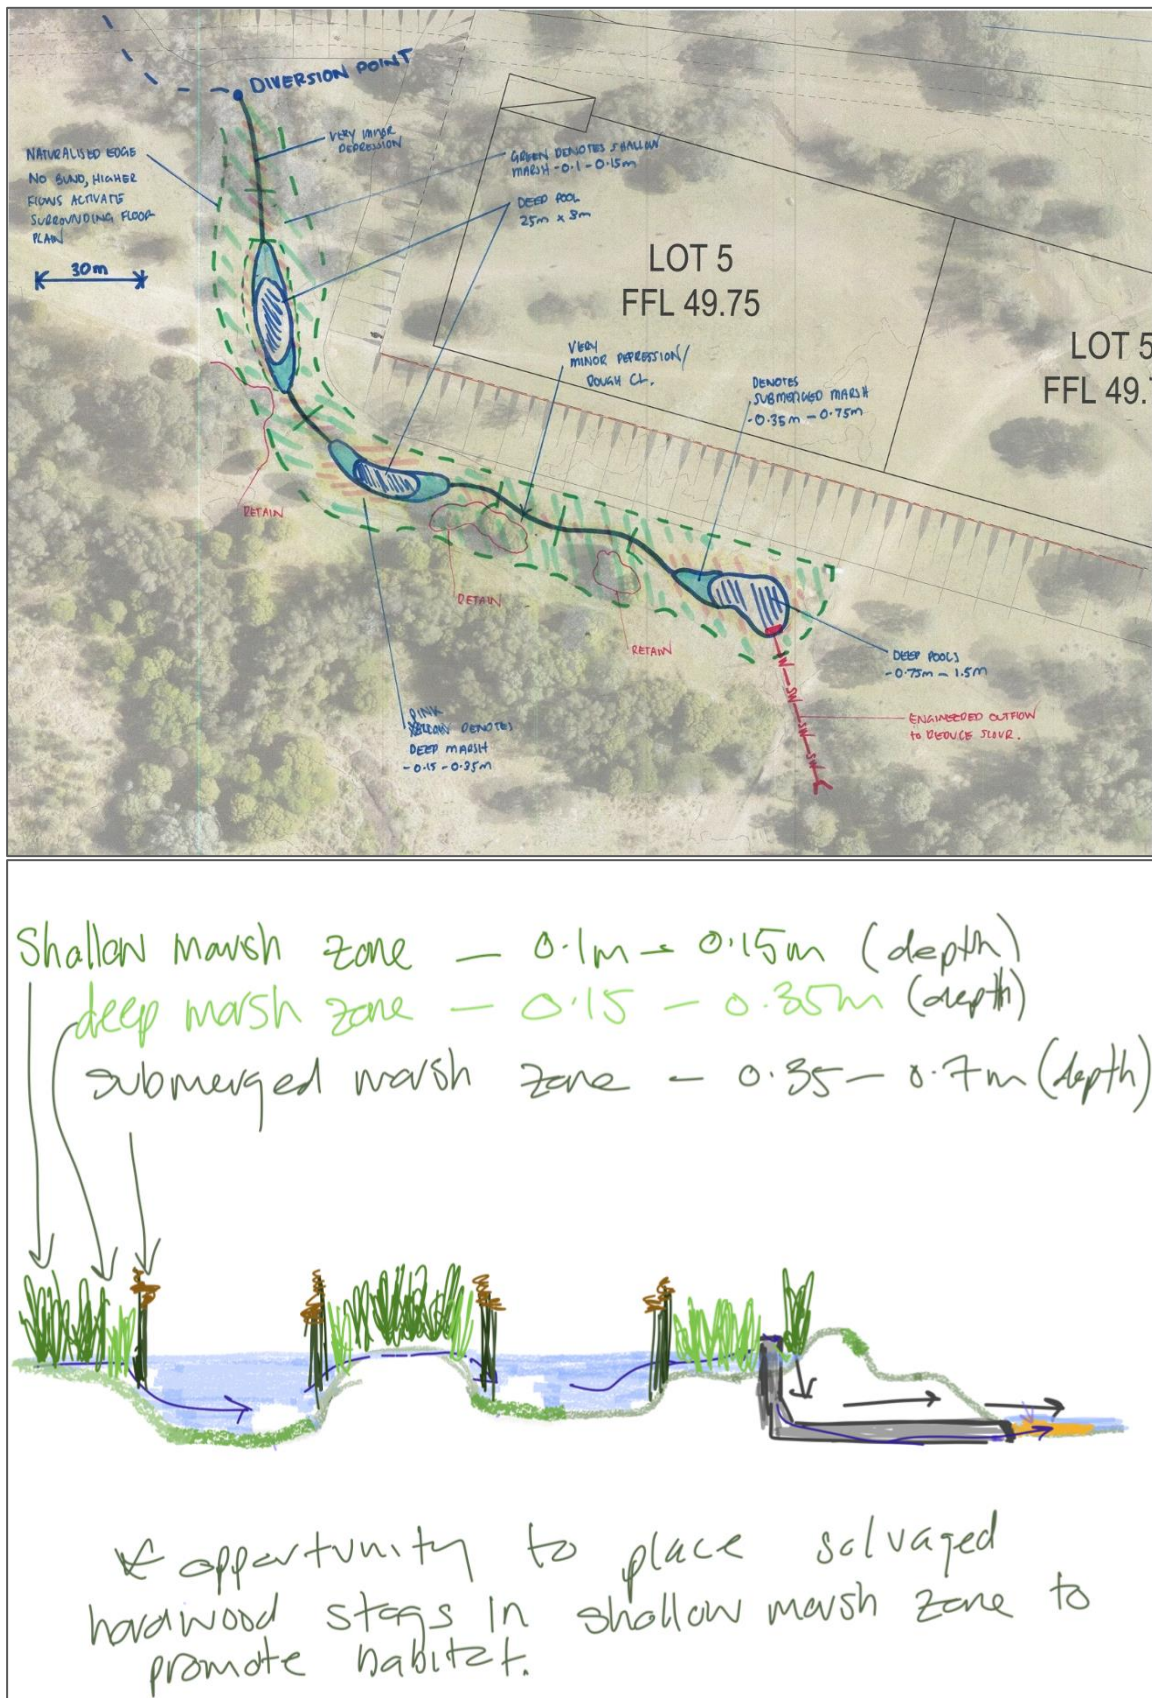 DIVERSION POINT
VERY MINOR
DEPRESSION
NATURALISED EDGE
NO BUND, HIGHER
FLOWS ACTIVATE
SURROUNDING FLOOR
PLAIN
30m
GREEN DENOTES SHALLOW
MARSH -0.1 - 0.15m
DEEP POOL
25m x 8m
LOT 5
FFL 49.75
VERY
MINOR DEPRESSION/
ROUGH CL.
DENOTES
SUBMERGED MARSH
-0.35m - 0.75m
LOT 5
FFL 49.
RETAIN
RETAIN
RETAIN
DEEP POOLS
-0.75m - 1.5m
PINK
DENOTES
DEEP MARSH
-0.15 - 0.35m
ENGINEERED OUTFLOW
to REDUCE SCOUR.
SW
SW
SW
Shallow marsh zone - 0.1m - 0.15m (depth)
deep marsh zone - 0.15 - 0.35m (depth)
submerged marsh zone - 0.35 - 0.7m (depth)
* opportunity to place salvaged
hardwood stags in shallow marsh zone to
promote habitat.